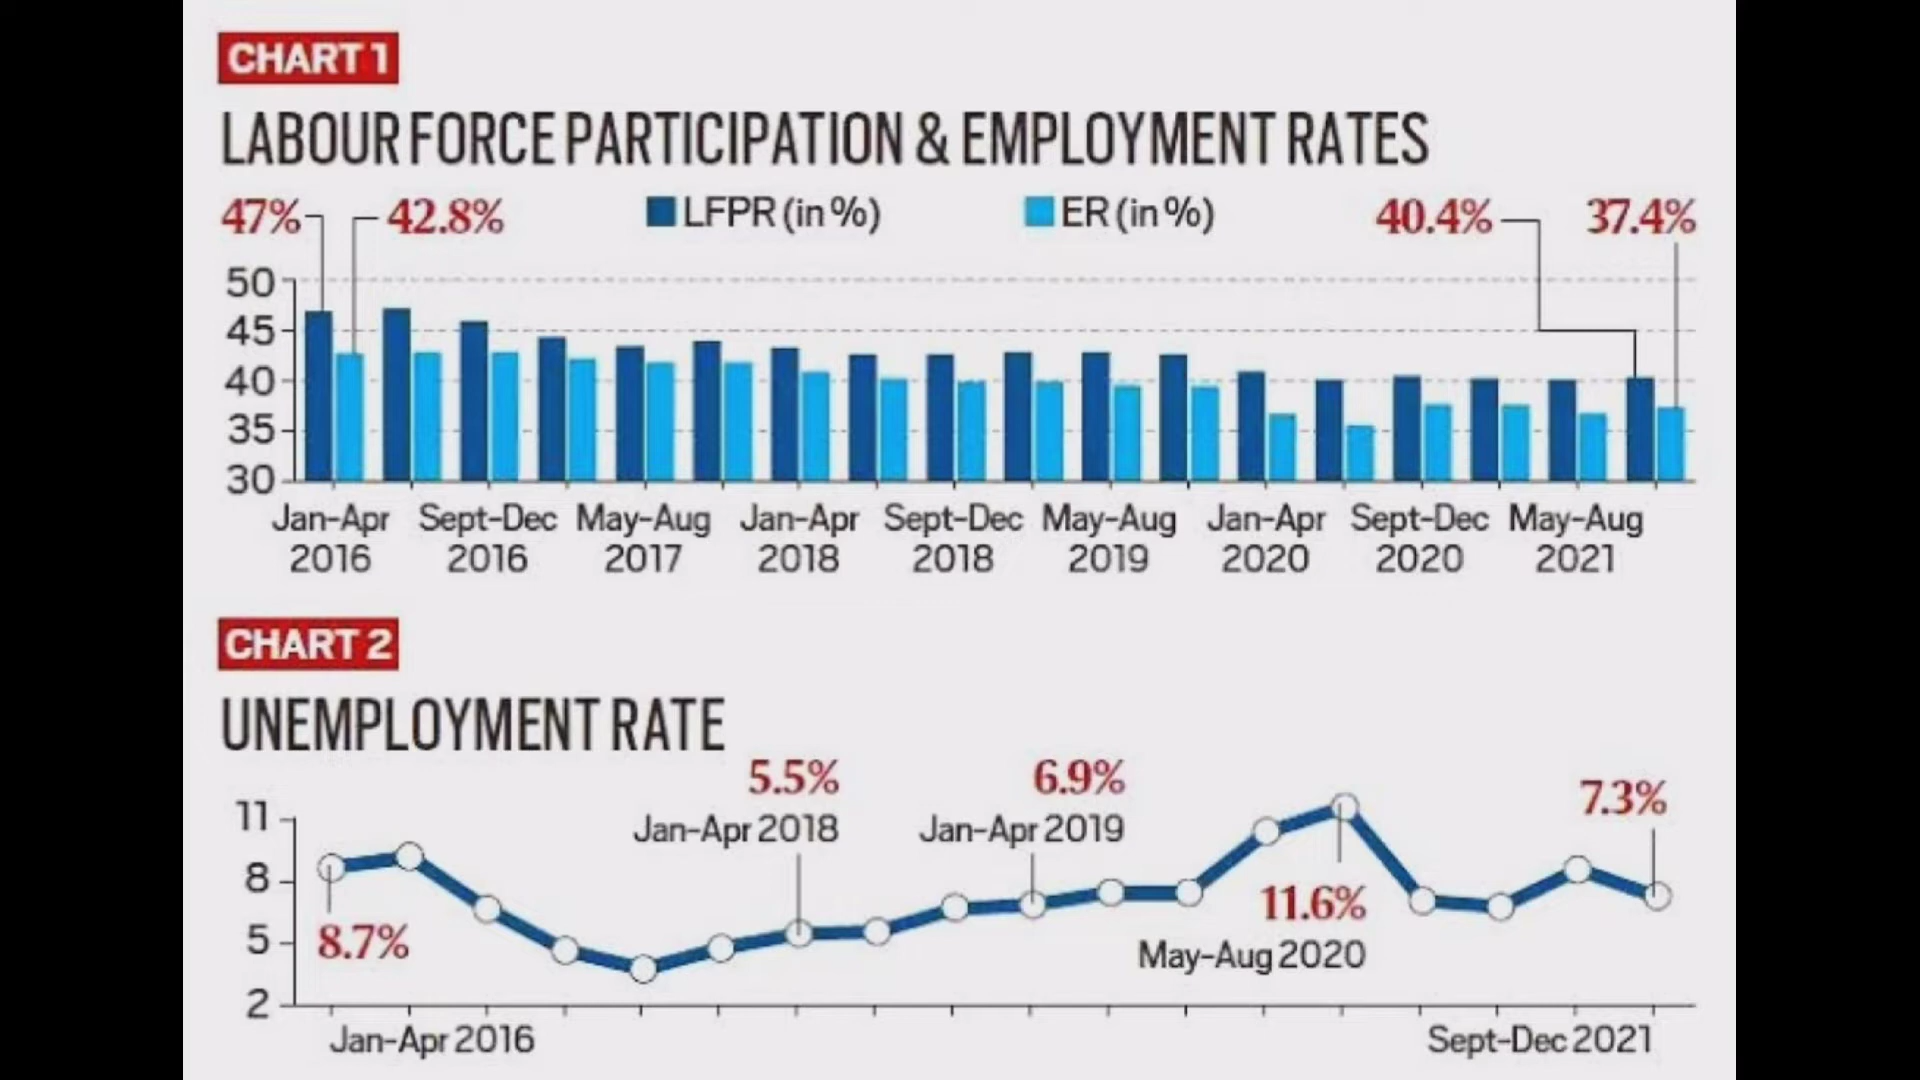 CHART 1
LABOUR FORCE PARTICIPATION & EMPLOYMENT RATES
47% 42.8% LFPR (in %) ER (in %) 40.4% 37.4%
50
45
40
35
30
Jan-Apr Sept-Dec May-Aug Jan-Apr Sept-Dec May-Aug Jan-Apr Sept-Dec May-Aug
2016 2016 2017 2018 2018 2019 2020 2020 2021
CHART 2
UNEMPLOYMENT RATE
5.5% 6.9% 7.3%
Jan-Apr 2018 Jan-Apr 2019
11
8
11.6%
5
8.7%
May-Aug 2020
2
Jan-Apr 2016 Sept-Dec 2021